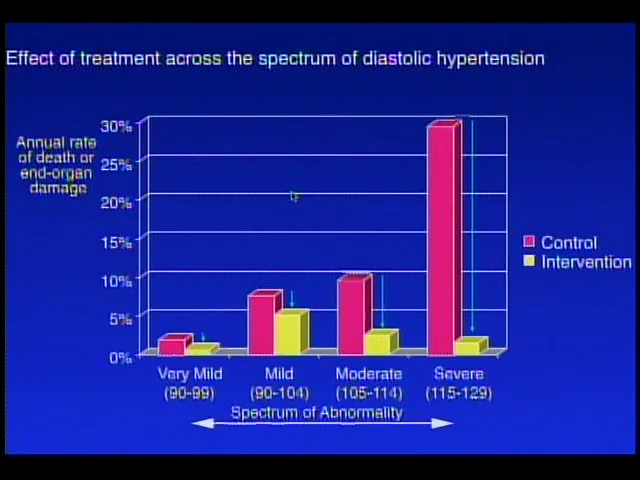 Effect of treatment across the spectrum of diastolic hypertension
Annual rate
of death or
end-organ
damage
30%
25%
20%
15%
10%
5%
0%
Control
Intervention
Very Mild
(90-99)
Mild
(90-104)
Moderate
(105-114)
Severe
(115-129)
Spectrum of Abnormality